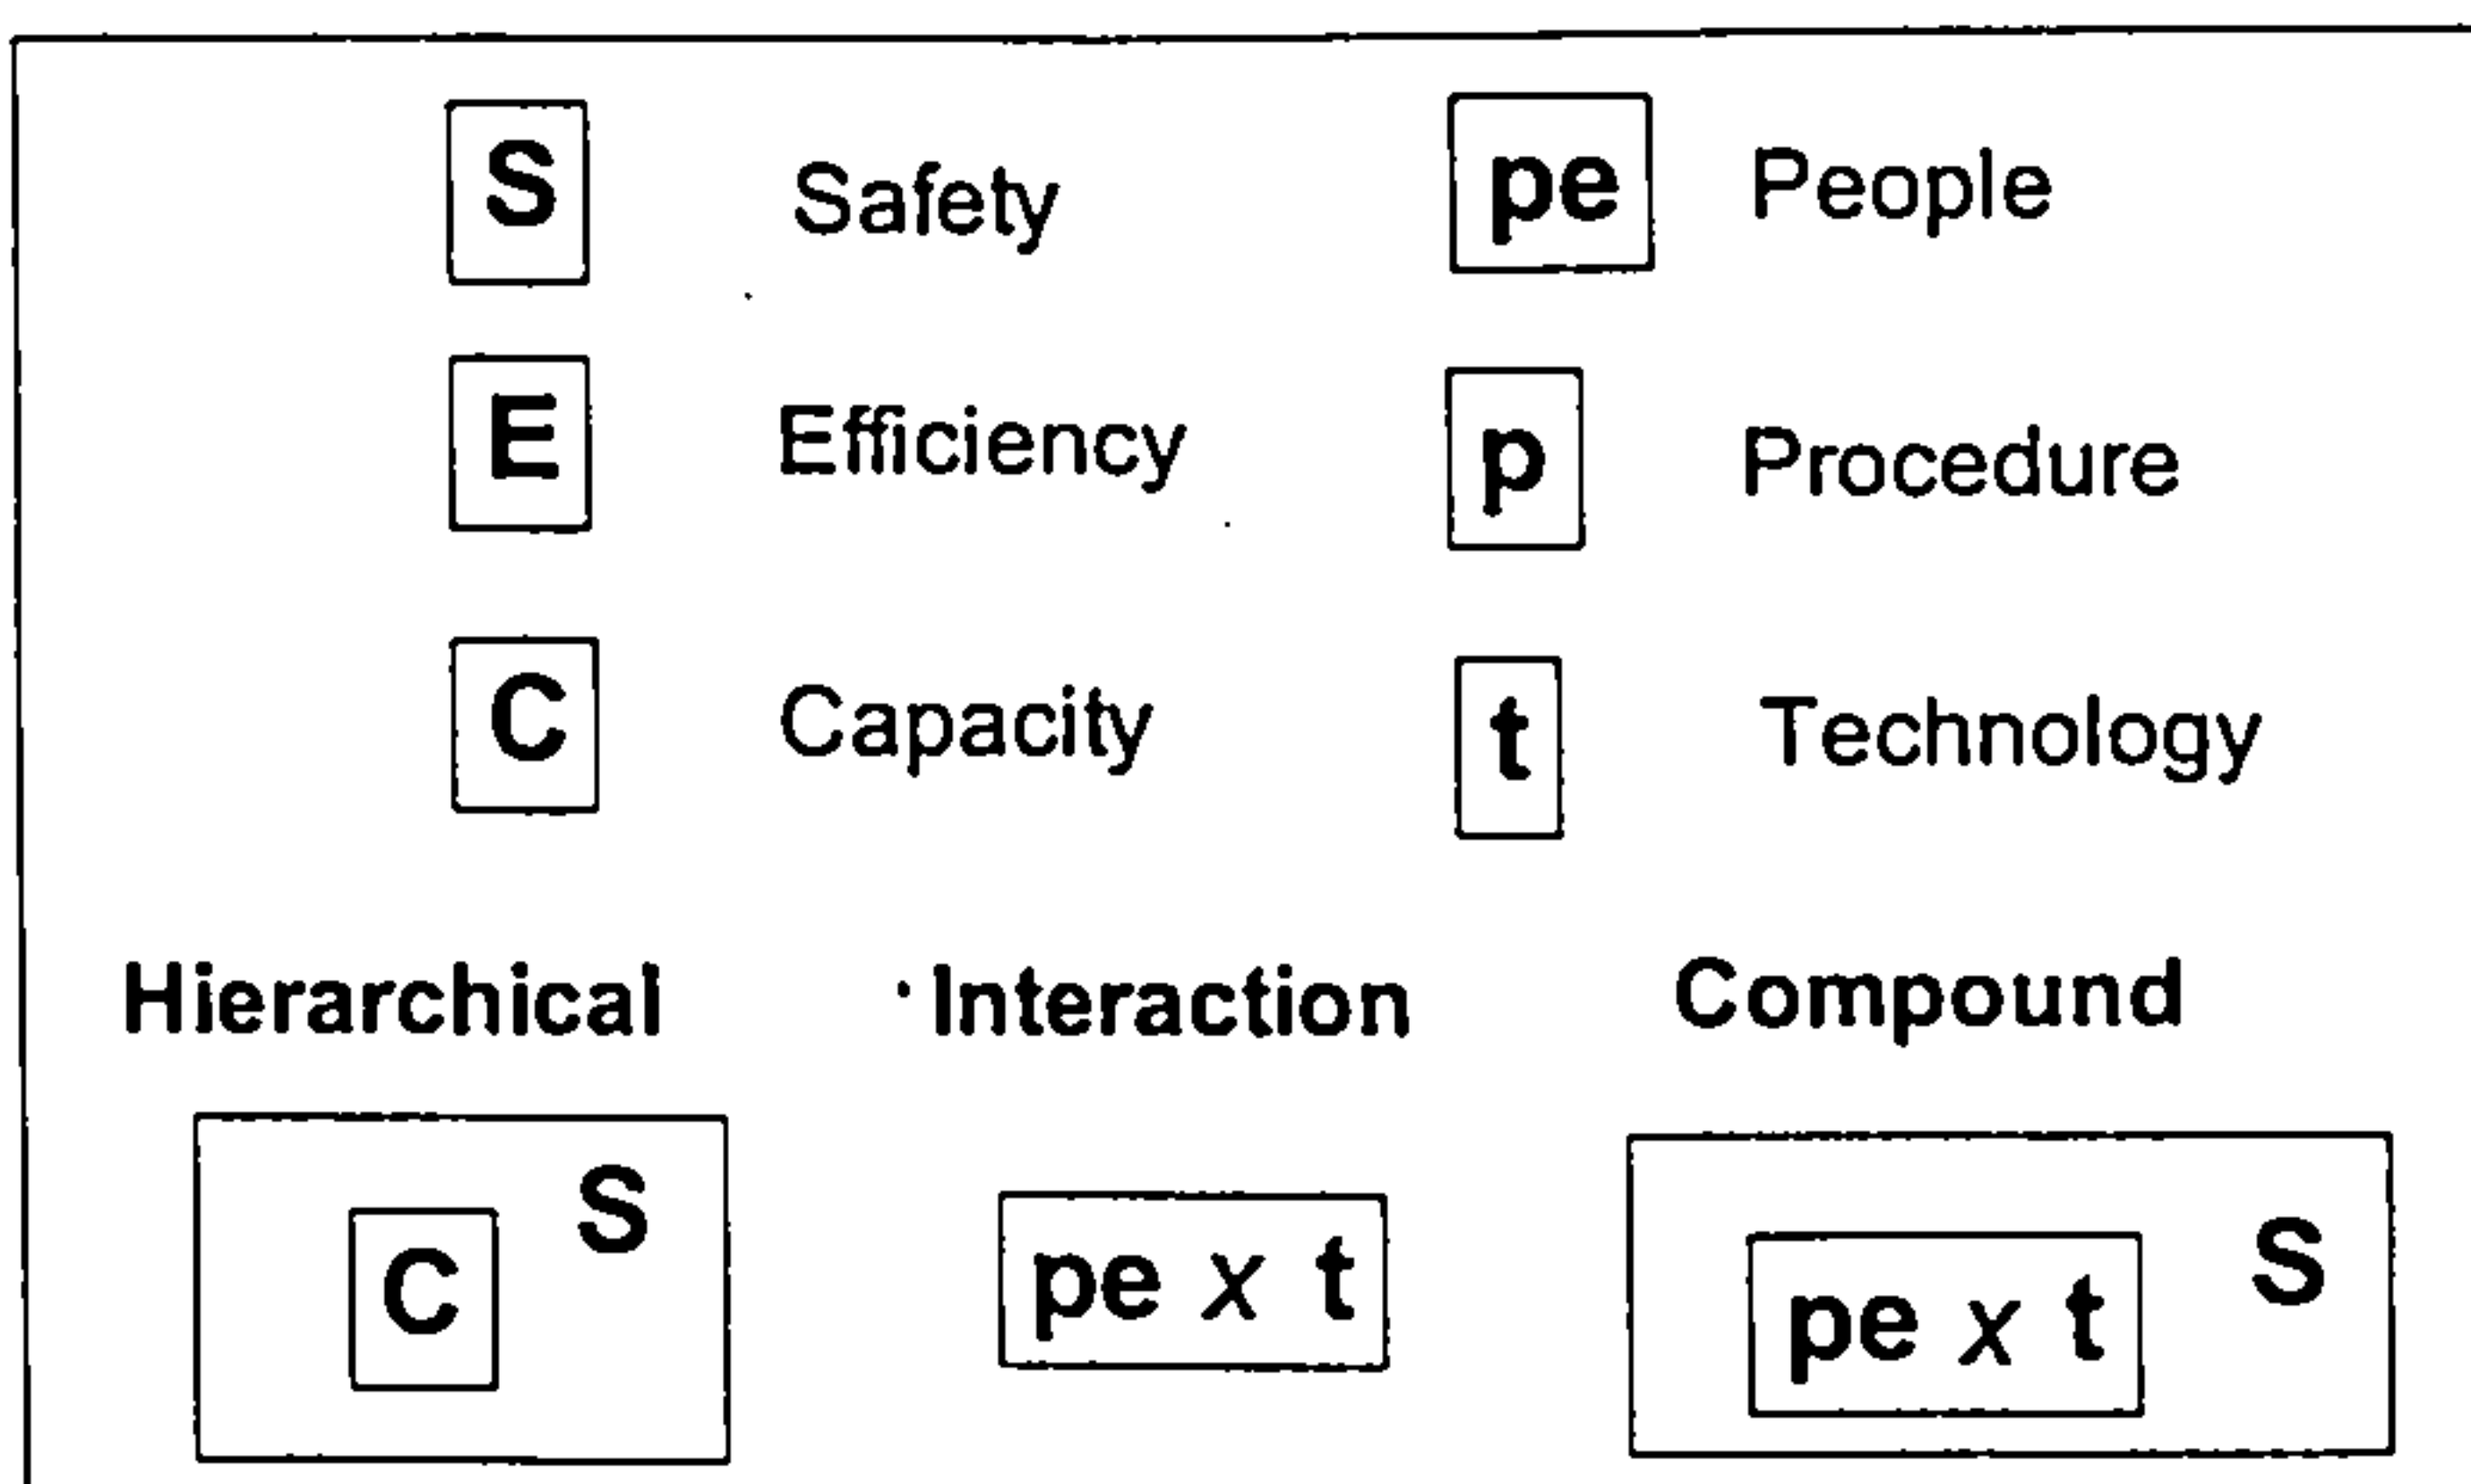 S Safety pe People
E Efficiency p Procedure
C Capacity t Technology
Hierarchical Interaction Compound
C S pe x t pe x t S